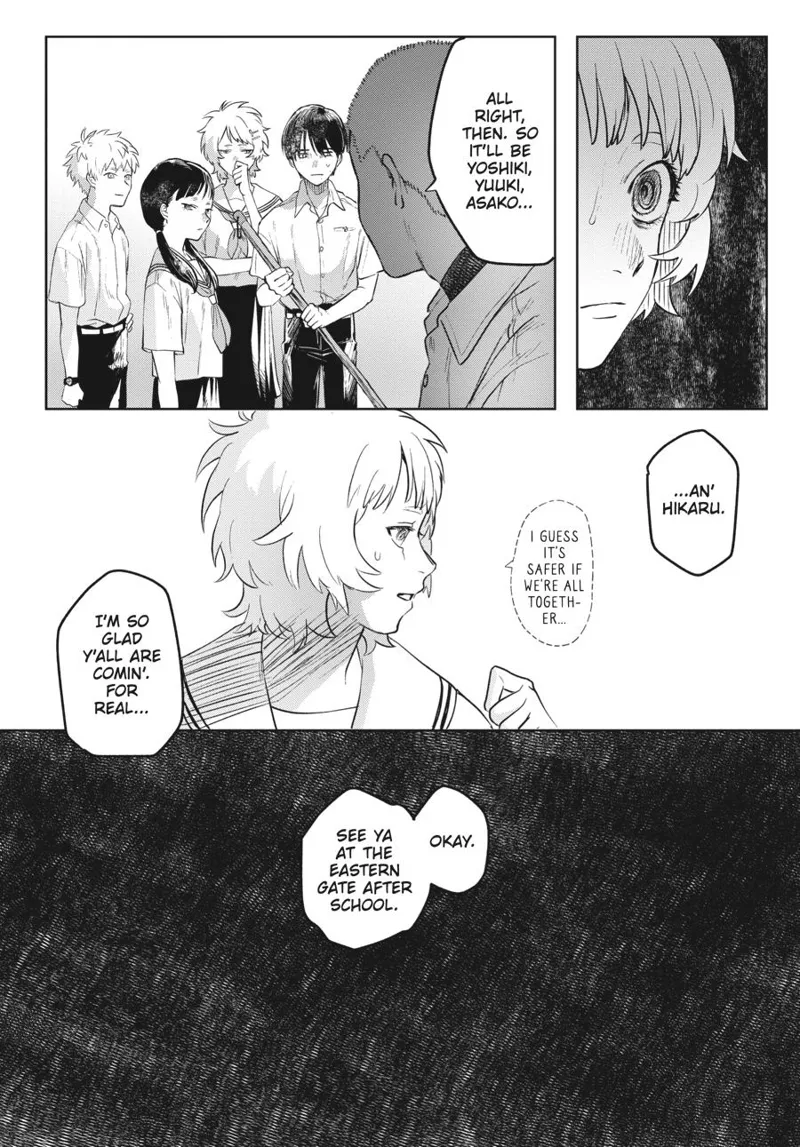 ALL
RIGHT,
THEN. SO
IT'LL BE
YOSHIKI,
YUUKI,
ASAKO...
...AN'
HIKARU.
I GUESS
IT'S
SAFER IF
WE'RE ALL
TOGETH-
ER...
I'M SO
GLAD
Y'ALL ARE
COMIN'.
FOR
REAL...
OKAY.
SEE YA
AT THE
EASTERN
GATE AFTER
SCHOOL.